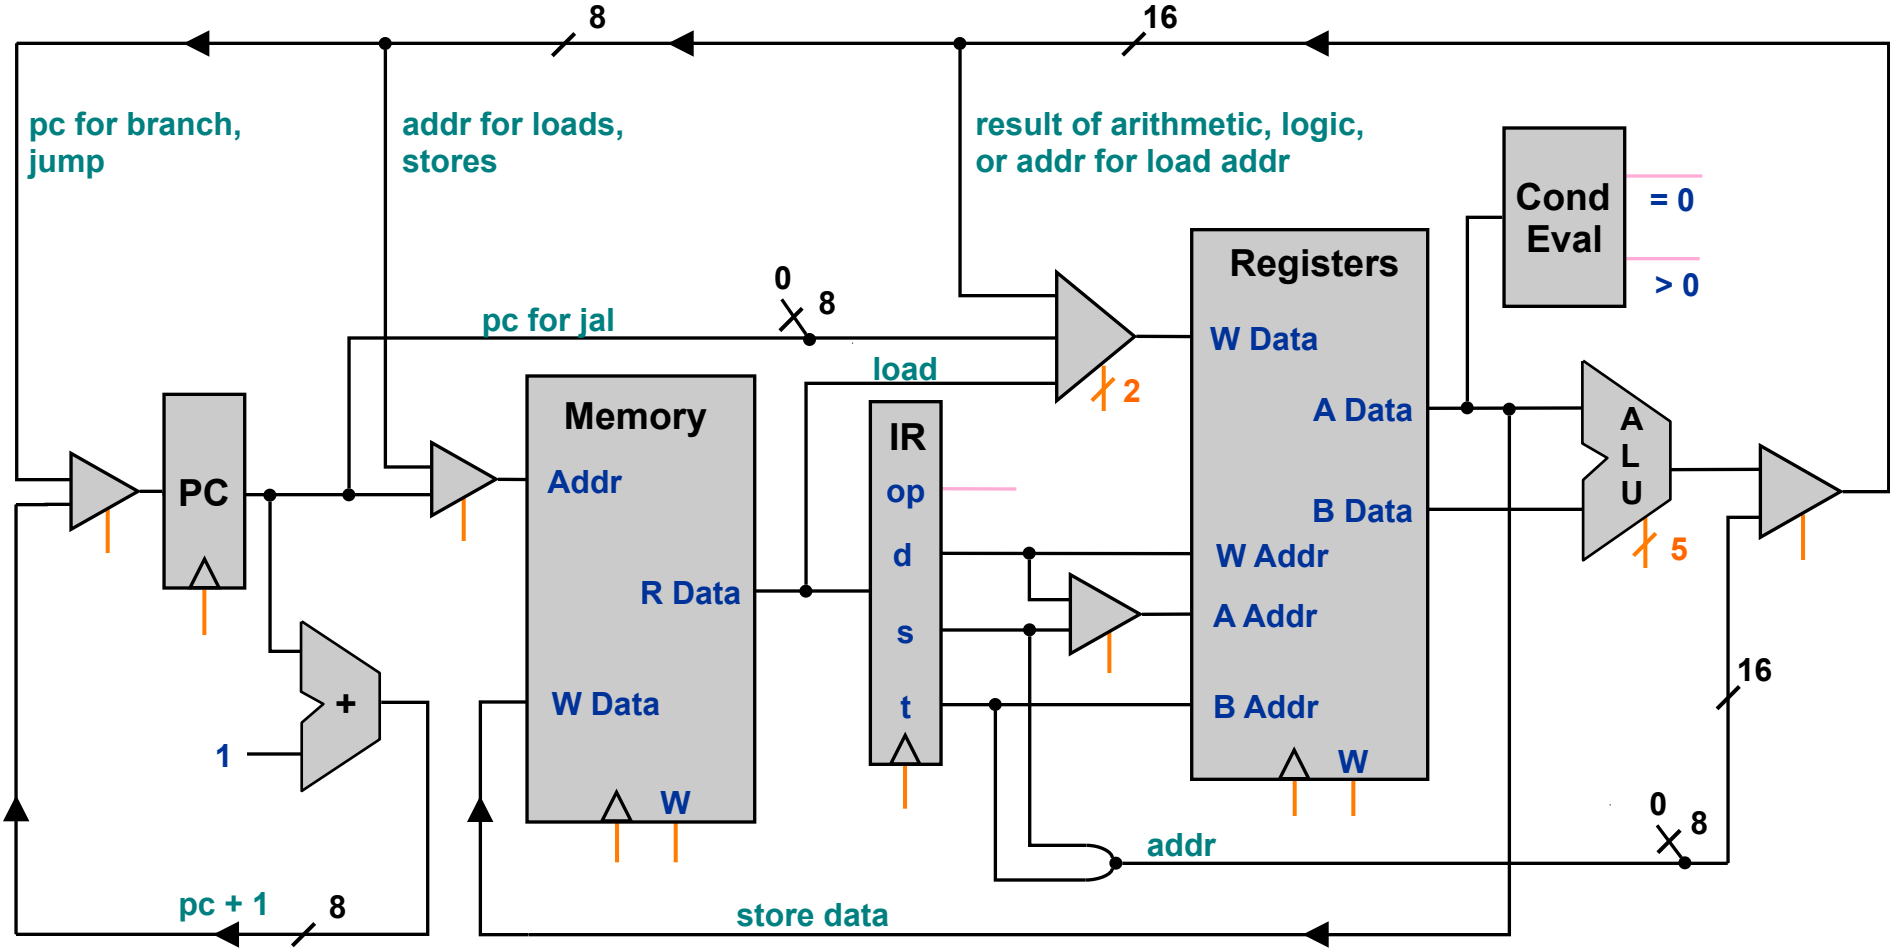 8
16
pc for branch,
jump
addr for loads,
stores
result of arithmetic, logic,
or addr for load addr
Cond
Eval
= 0
> 0
Registers
W Data
A Data
B Data
W Addr
A Addr
B Addr
W
0
8
pc for jal
load
2
Memory
Addr
R Data
W Data
W
IR
op
d
s
t
PC
+
1
A
L
U
5
16
0
8
addr
store data
pc + 1
8